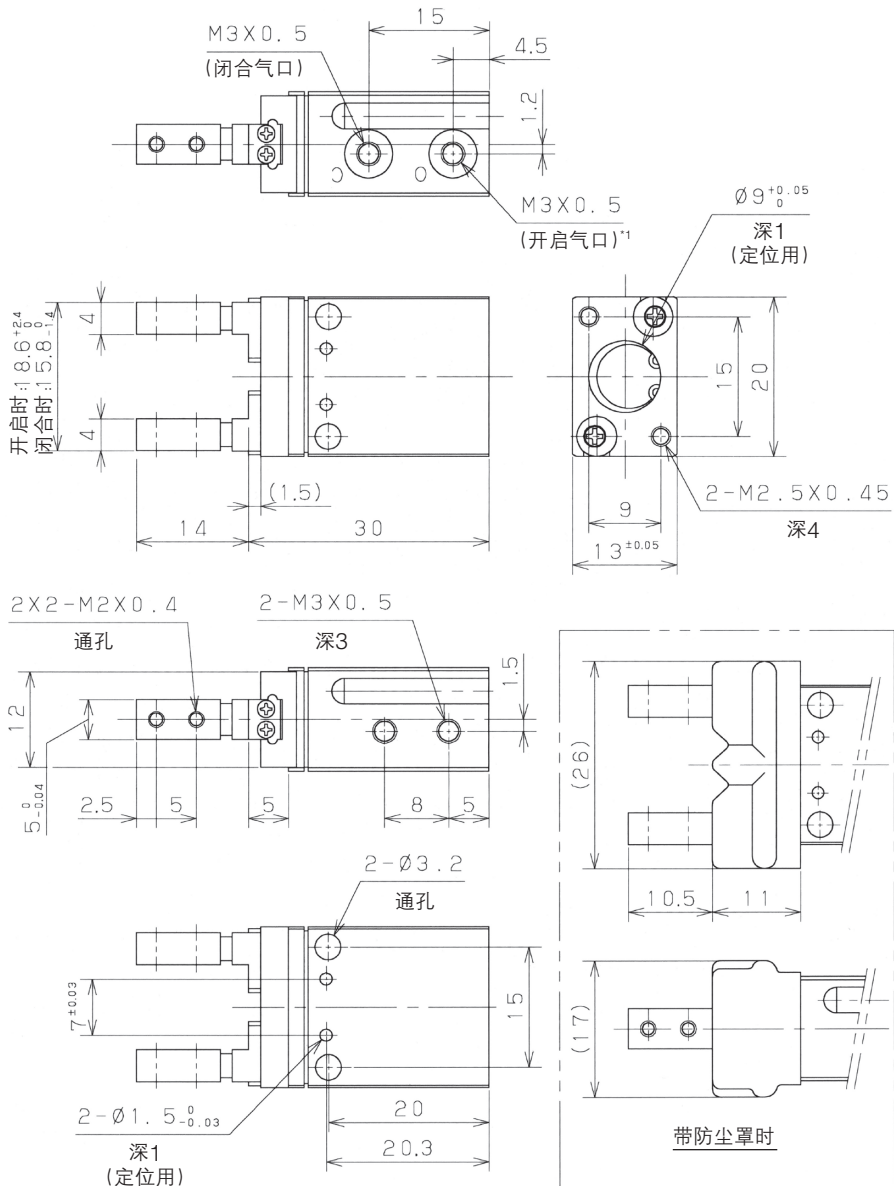 15
M3X0.5
(闭合气口)
4.5
1.2
C
O
M3X0.5
(开启气口)*1
Ø9 +0.05 0
深1
(定位用)
开启时:18.6 +2.4 0
闭合时:15.8 0 -1.4
4
4
(1.5)
14
30
15
20
2-M2.5X0.45
深4
9
13±0.05
2X2-M2X0.4
通孔
2-M3X0.5
深3
1.5
12
5 0 -0.04
2.5
5
5
8
5
(26)
10.5
11
2-Ø3.2
通孔
7±0.03
15
2-Ø1.5 0 -0.03
深1
(定位用)
20
20.3
(17)
带防尘罩时